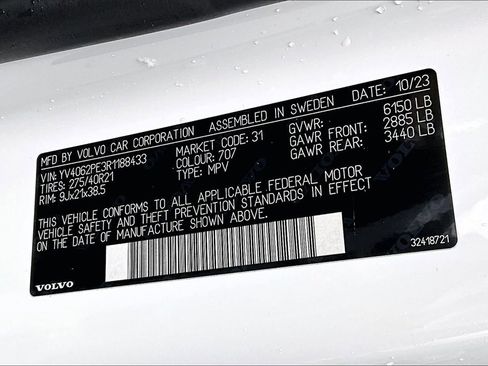 MFD BY VOLVO CAR CORPORATION ASSEMBLED IN SWEDEN DATE: 10/23
VIN: YV4062PE3R1188433 MARKET CODE: 31 GVWR: 6150 LB
TIRES: 275/40R21 COLOUR: 707 GAWR FRONT: 2885 LB
RIM: 9Jx21x38.5 TYPE: MPV GAWR REAR: 3440 LB
THIS VEHICLE CONFORMS TO ALL APPLICABLE FEDERAL MOTOR
VEHICLE SAFETY AND THEFT PREVENTION STANDARDS IN EFFECT
ON THE DATE OF MANUFACTURE SHOWN ABOVE.
VOLVO 32418721